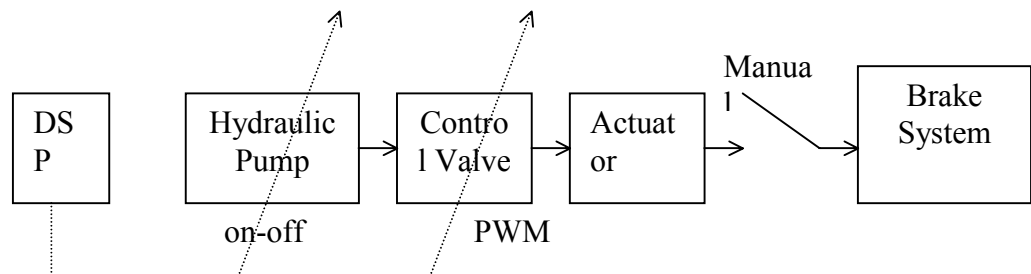 DS
P
Hydraulic
Pump
on-off
Contro
l Valve
PWM
Actuat
or
Manua
l
Brake
System